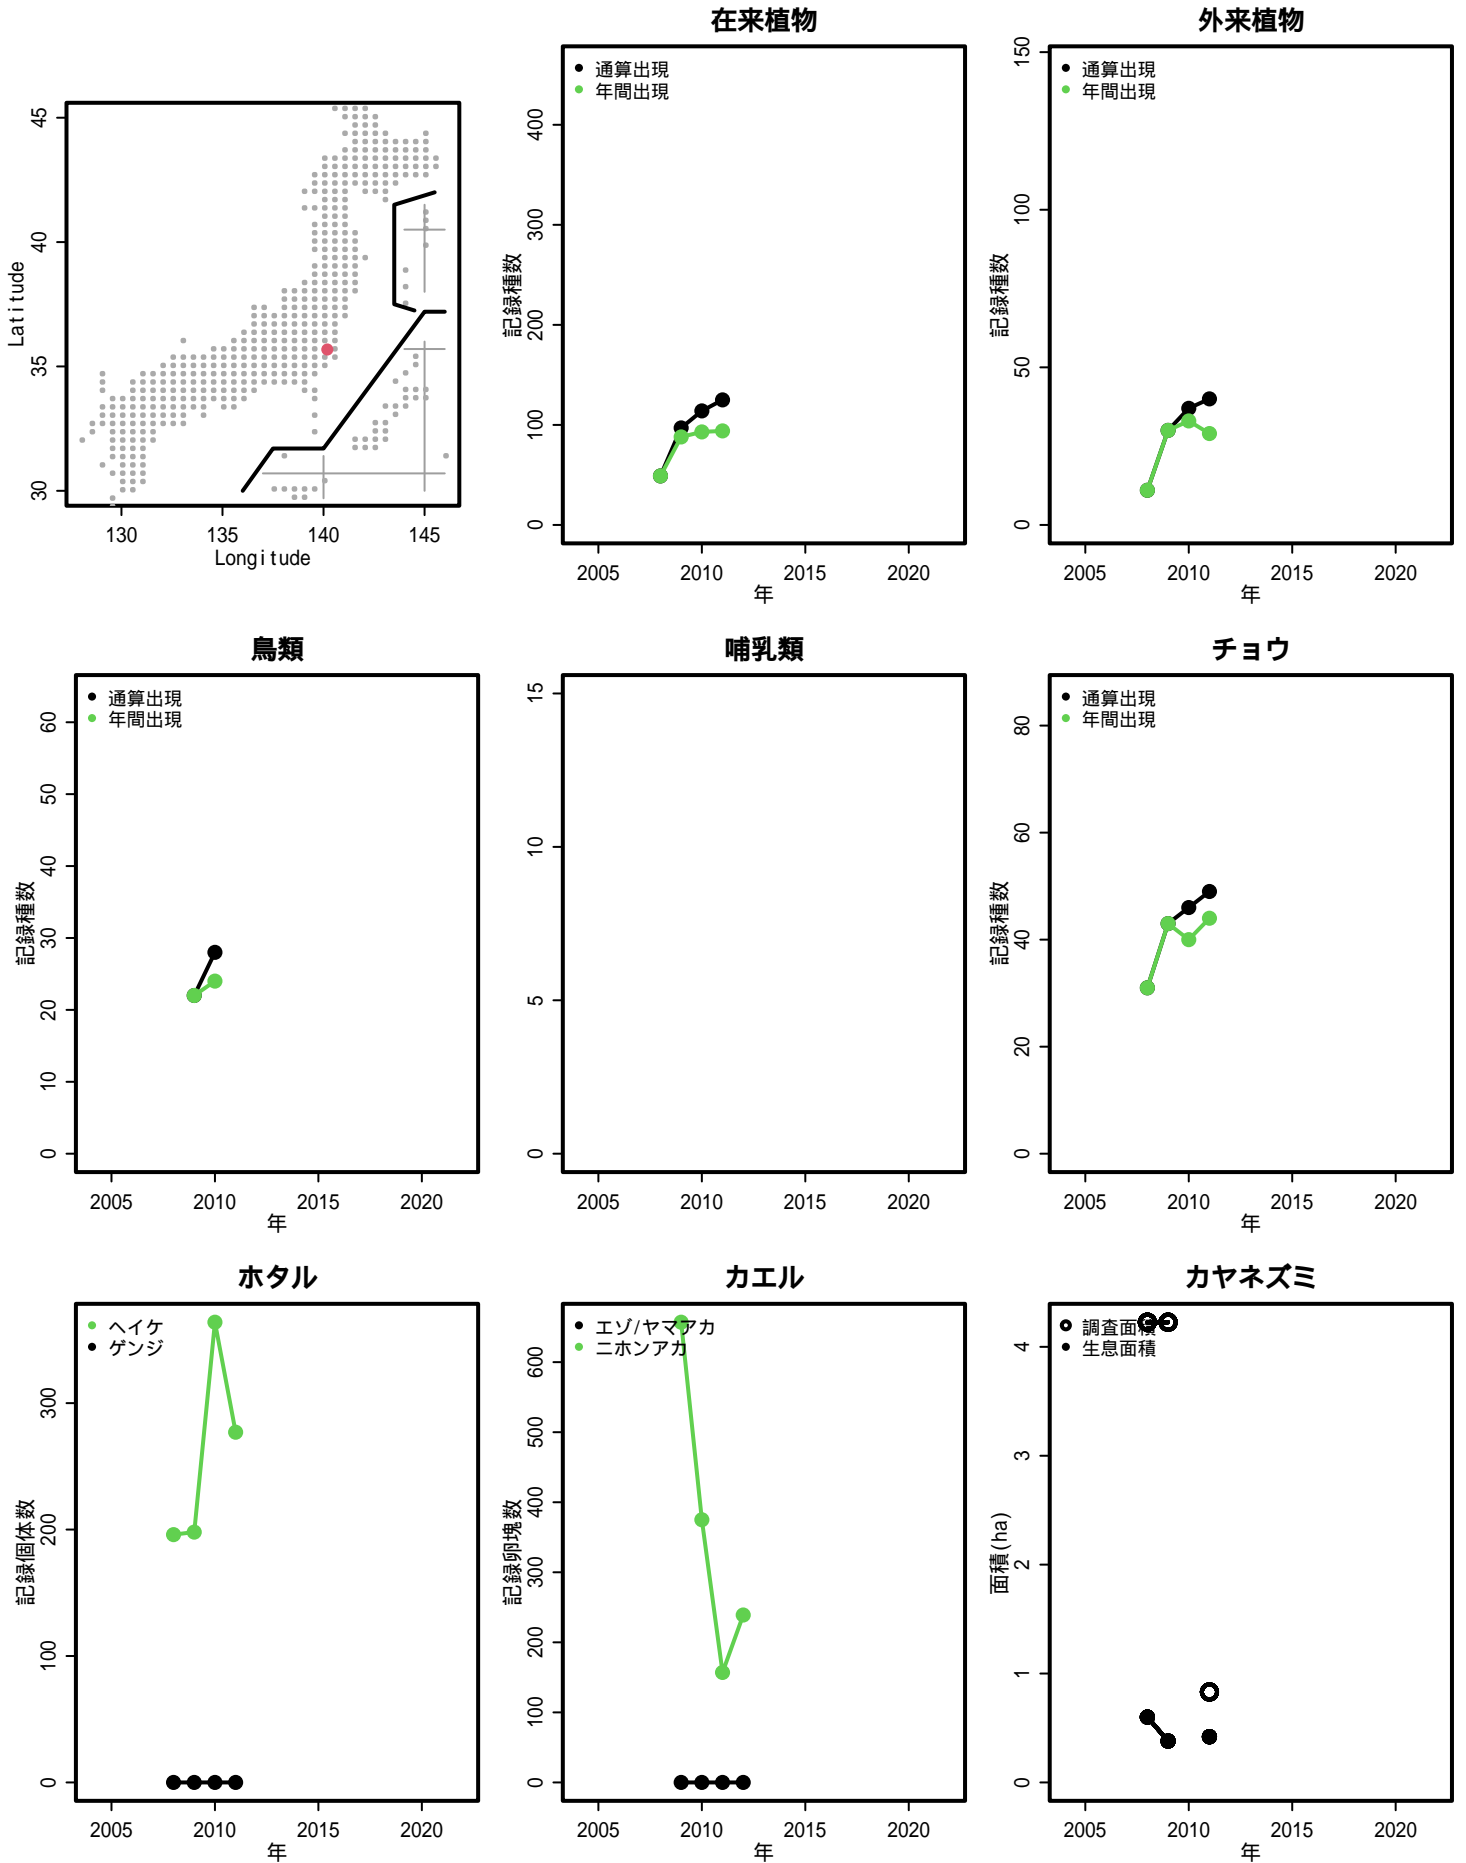 45
40
35
30
Latitude
130
135
140
145
Longitude
在来植物
通算出現
年間出現
400
300
200
100
0
記録種数
2005
2010
2015
2020
年
外来植物
通算出現
年間出現
150
100
50
0
記録種数
2005
2010
2015
2020
年
鳥類
通算出現
年間出現
60
50
40
30
20
10
0
記録種数
2005
2010
2015
2020
年
哺乳類
15
10
5
0
2005
2010
2015
2020
年
チョウ
通算出現
年間出現
80
60
40
20
0
記録種数
2005
2010
2015
2020
年
ホタル
ヘイケ
ゲンジ
300
200
100
0
記録個体数
2005
2010
2015
2020
年
カエル
エゾ/ヤマアカ
ニホンアカ
600
500
400
300
200
100
0
記録卵塊数
2005
2010
2015
2020
年
カヤネズミ
調査面積
生息面積
4
3
2
1
0
面積(ha)
2005
2010
2015
2020
年